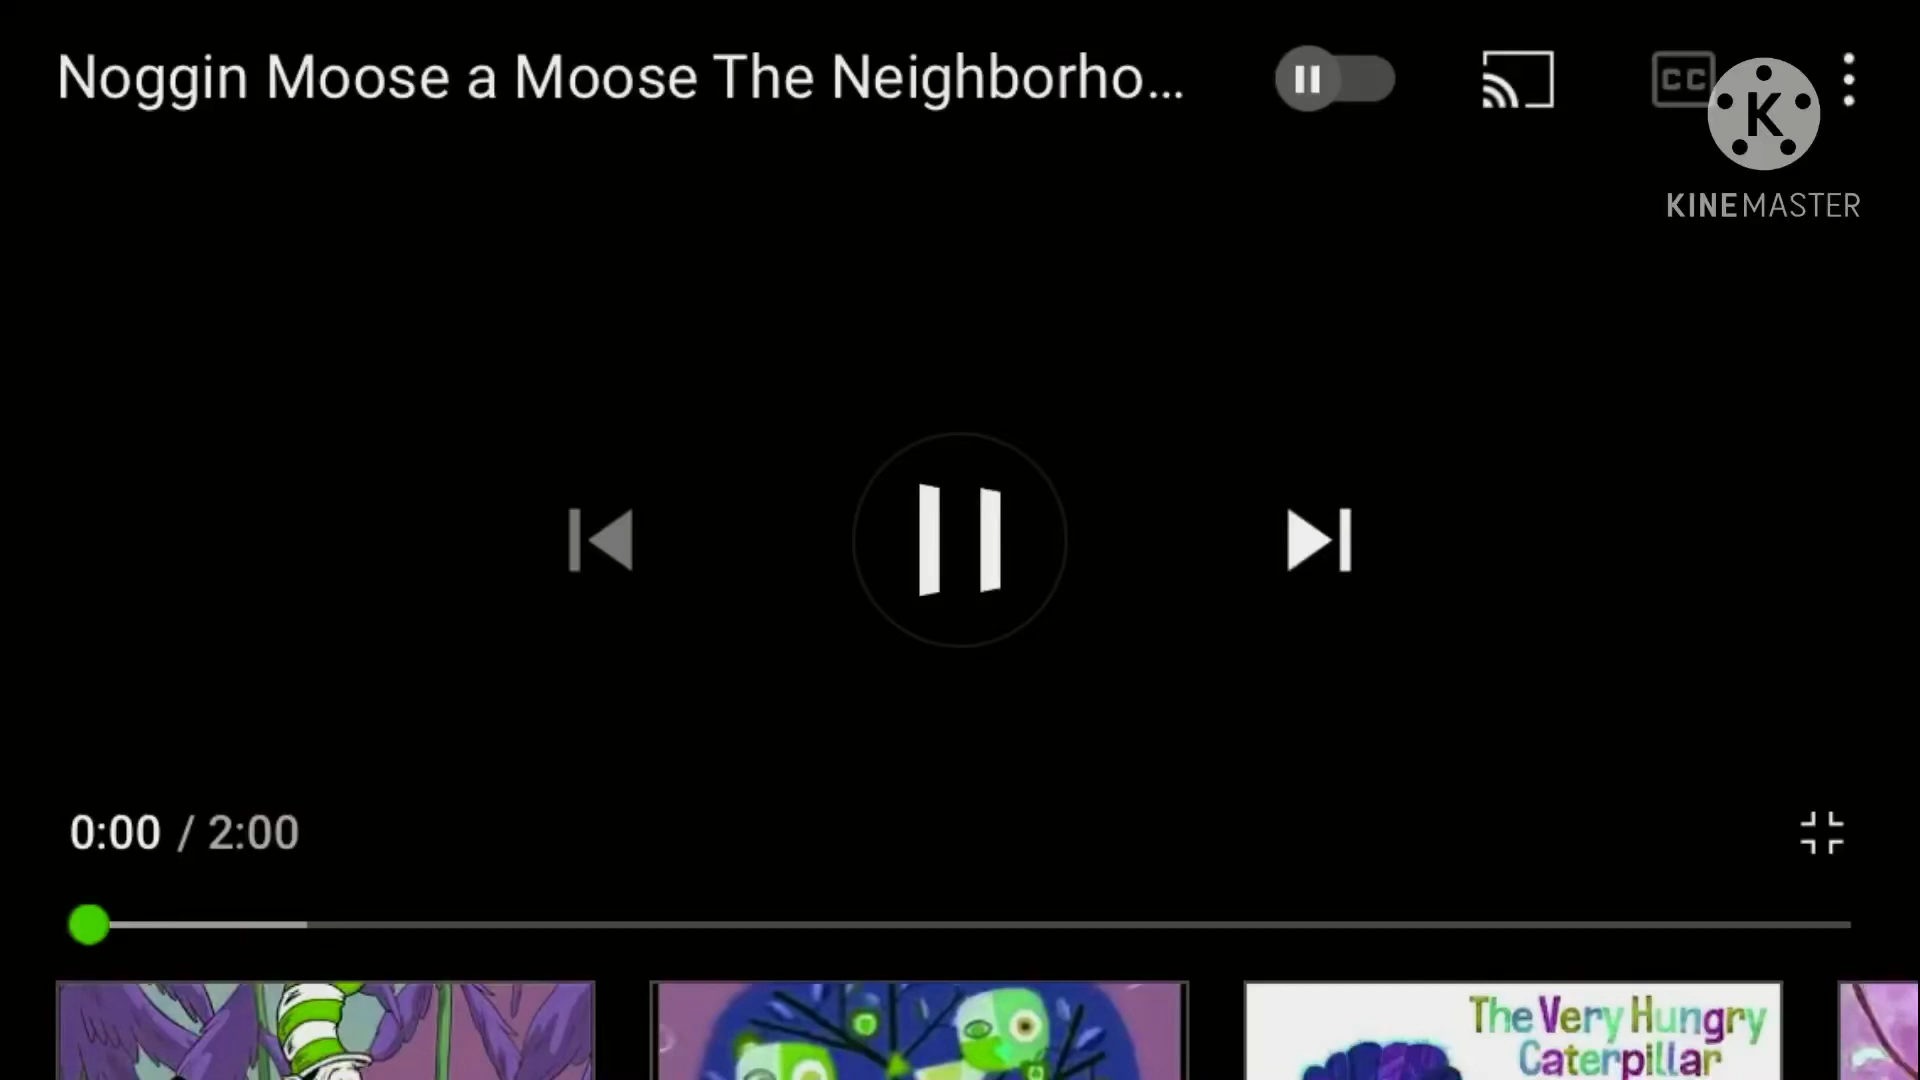 Noggin Moose a Moose The Neighborho...
CC
K
KINEMASTER
0:00 / 2:00
The Very Hungry
Caterpillar